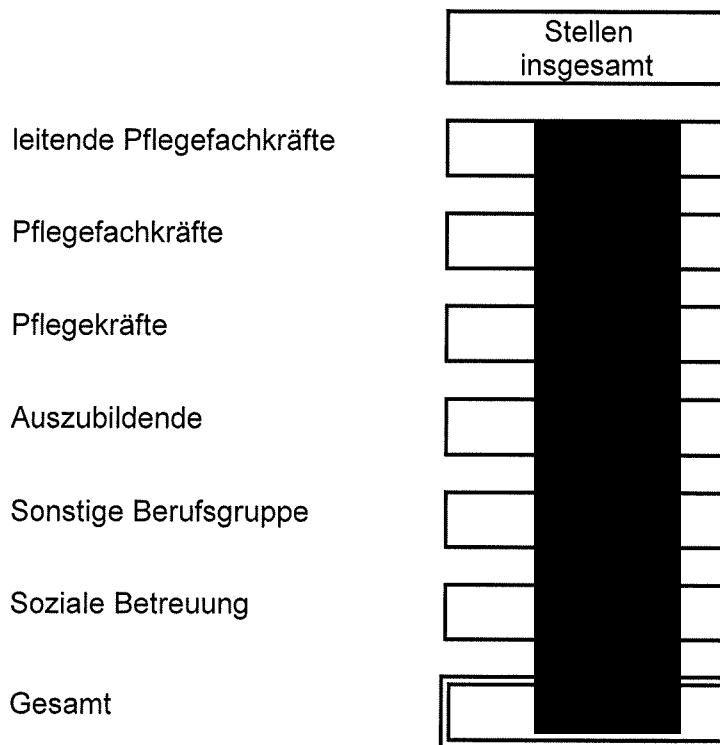 Stellen
insgesamt
leitende Pflegefachkräfte
Pflegefachkräfte
Pflegekräfte
Auszubildende
Sonstige Berufsgruppe
Soziale Betreuung
Gesamt